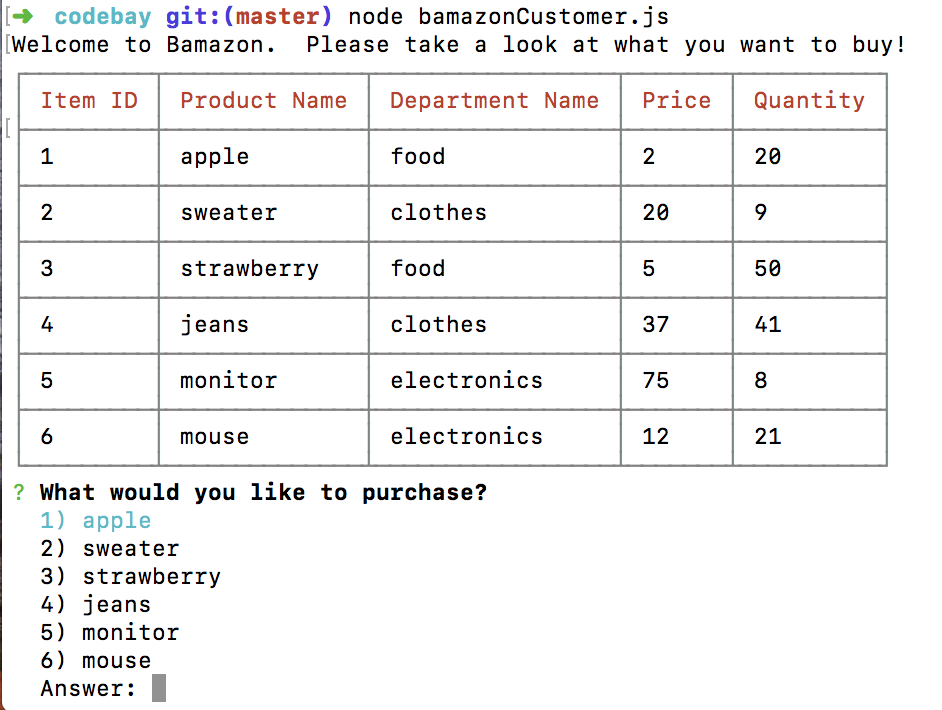 ➜ codebay git:(master) node bamazonCustomer.js
Welcome to Bamazon.  Please take a look at what you want to buy!
Item ID Product Name Department Name Price Quantity
1 apple food 2 20
2 sweater clothes 20 9
3 strawberry food 5 50
4 jeans clothes 37 41
5 monitor electronics 75 8
6 mouse electronics 12 21
? What would you like to purchase?
1) apple
2) sweater
3) strawberry
4) jeans
5) monitor
6) mouse
Answer: